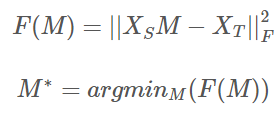 F(M) = ||X_S M − X_T||_F^2
M* = argmin_M(F(M))